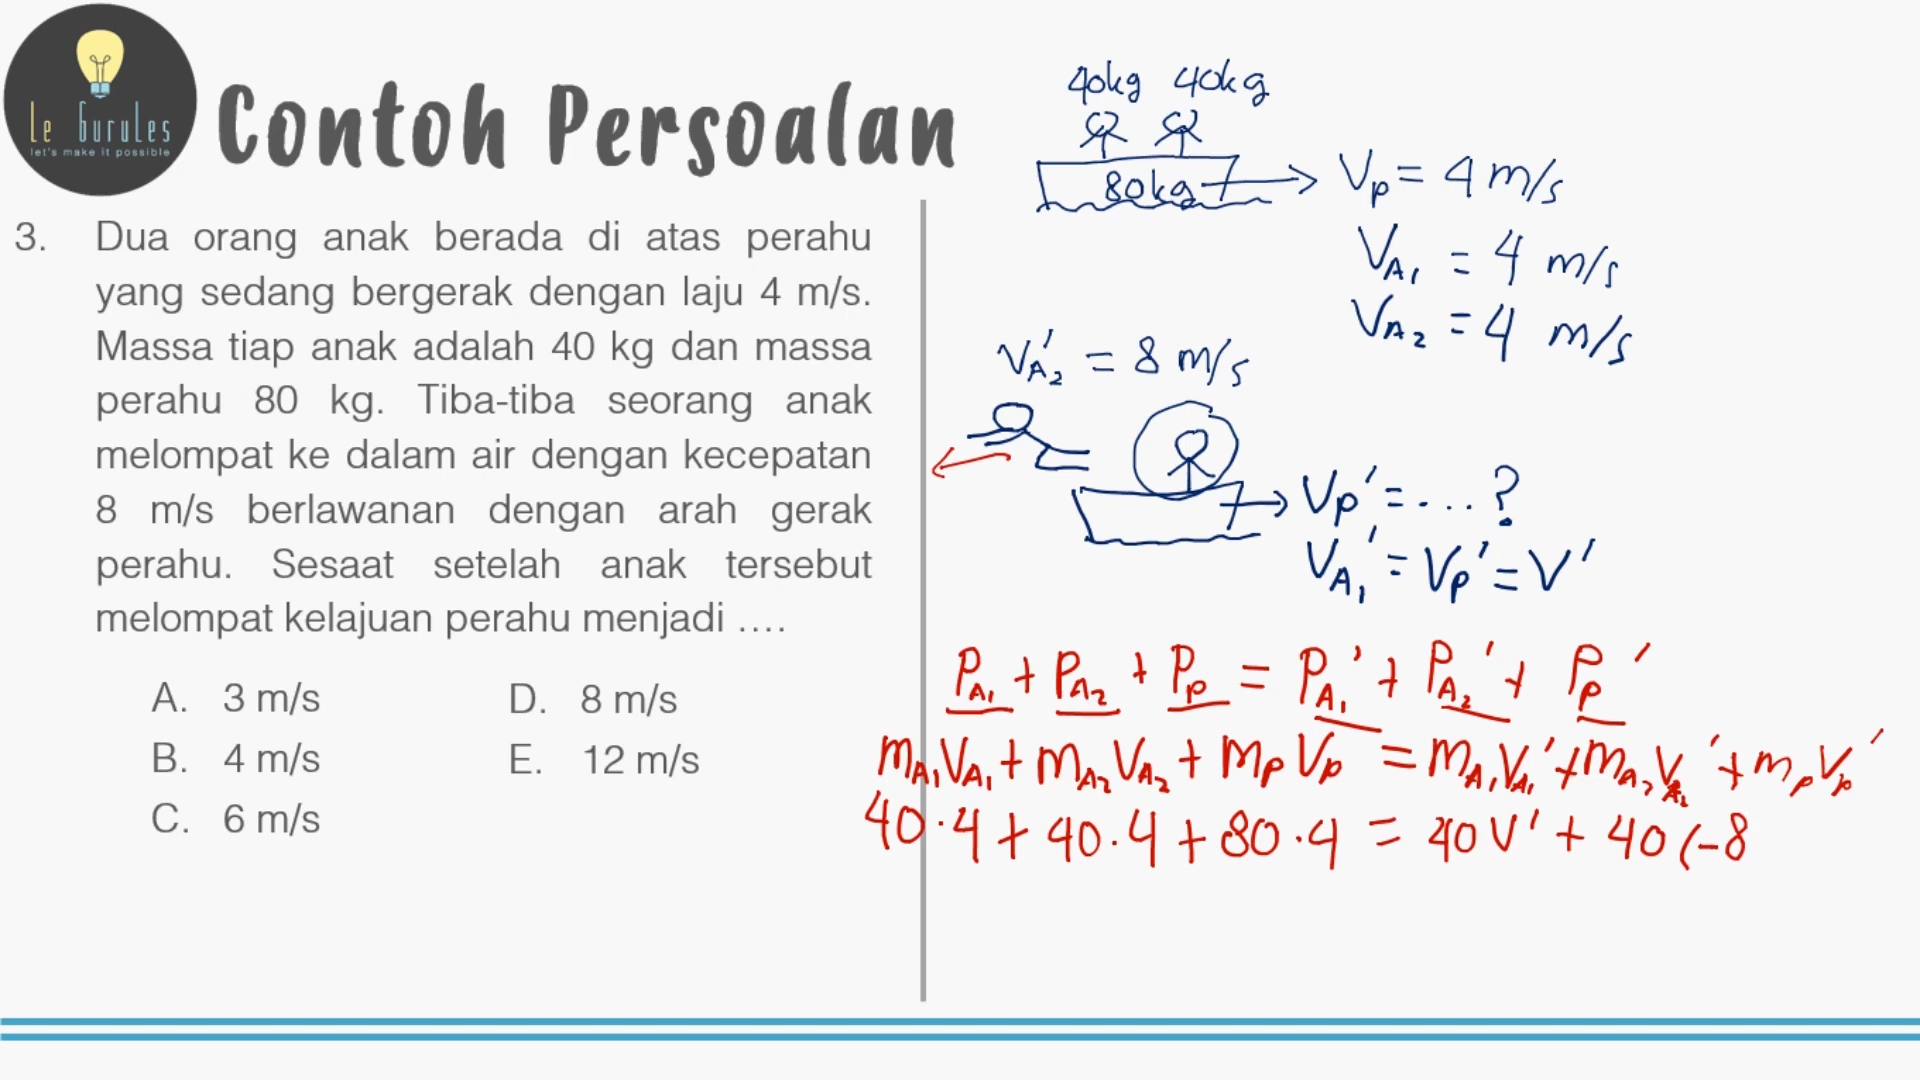 Le Gurules
let's make it possible
Contoh Persoalan
3. Dua orang anak berada di atas perahu
yang sedang bergerak dengan laju 4 m/s.
Massa tiap anak adalah 40 kg dan massa
perahu 80 kg. Tiba-tiba seorang anak
melompat ke dalam air dengan kecepatan
8 m/s berlawanan dengan arah gerak
perahu. Sesaat setelah anak tersebut
melompat kelajuan perahu menjadi ....
A. 3 m/s
B. 4 m/s
C. 6 m/s
D. 8 m/s
E. 12 m/s
40kg 40kg
80kg
Vp = 4 m/s
VA1 = 4 m/s
VA2 = 4 m/s
VA2' = 8 m/s
Vp' = ... ?
VA1' = Vp' = V'
PA1 + PA2 + Pp = PA1' + PA2' + Pp'
mA1VA1 + mA2VA2 + mpVp = mA1VA1' + mA2VA2' + mpVp'
40·4 + 40·4 + 80·4 = 40V' + 40(-8